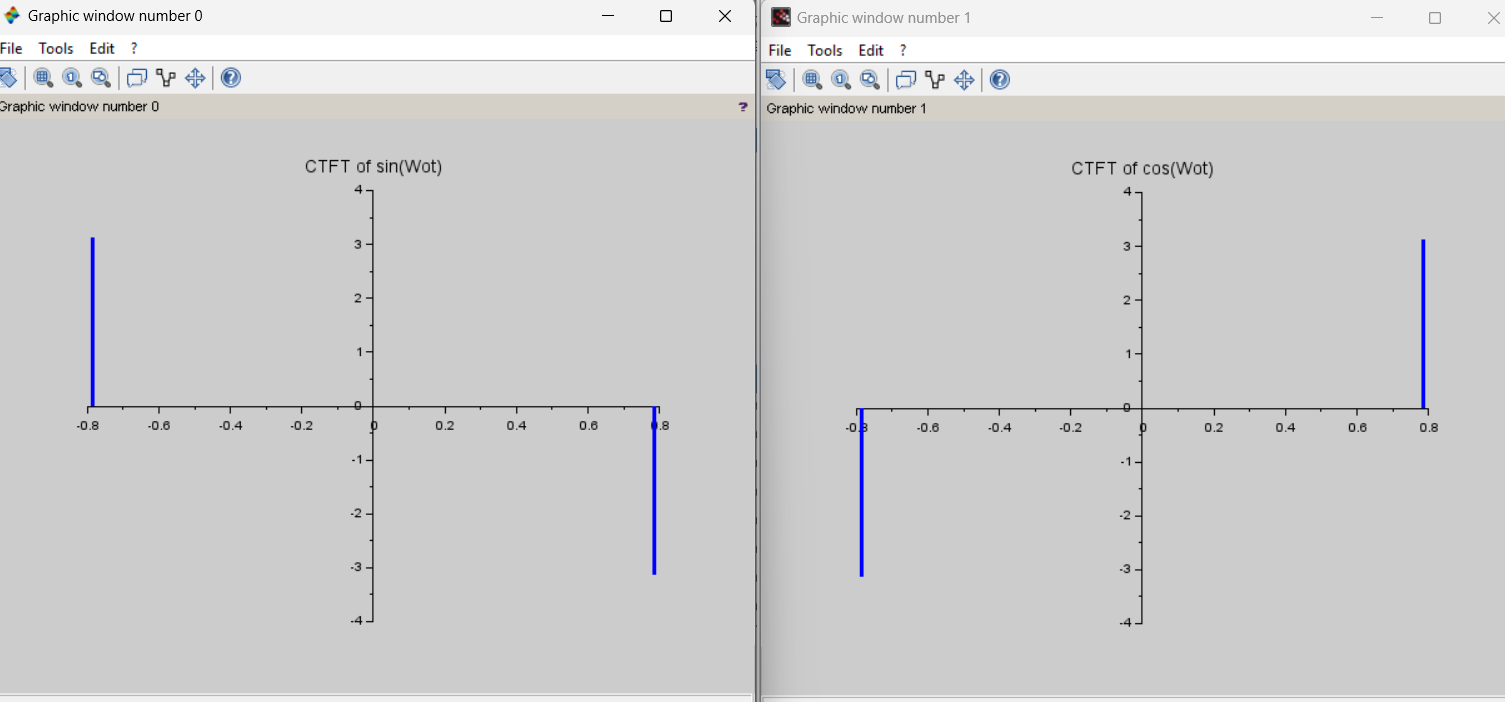 Graphic window number 0
File Tools Edit ?
Graphic window number 0 ?
CTFT of sin(Wot)
4
3
2
1
0
-0.8 -0.6 -0.4 -0.2 0 0.2 0.4 0.6 0.8
-1
-2
-3
-4
Graphic window number 1
File Tools Edit ?
Graphic window number 1
CTFT of cos(Wot)
4
3
2
1
0
-0.8 -0.6 -0.4 -0.2 0 0.2 0.4 0.6 0.8
-1
-2
-3
-4